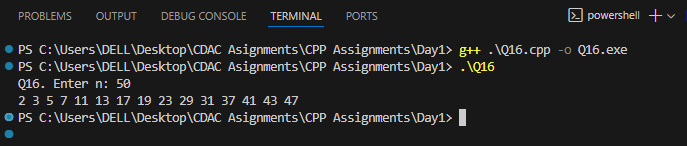 PROBLEMS OUTPUT DEBUG CONSOLE TERMINAL PORTS powershell
PS C:\Users\DELL\Desktop\CDAC Asignments\CPP Assignments\Day1> g++ .\Q16.cpp -o Q16.exe
PS C:\Users\DELL\Desktop\CDAC Asignments\CPP Assignments\Day1> .\Q16
Q16. Enter n: 50
2 3 5 7 11 13 17 19 23 29 31 37 41 43 47
PS C:\Users\DELL\Desktop\CDAC Asignments\CPP Assignments\Day1>